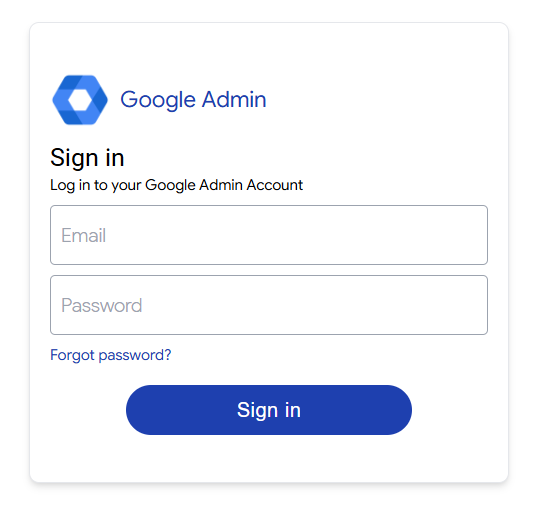 Google Admin
Sign in
Log in to your Google Admin Account
Email
Password
Forgot password?
Sign in